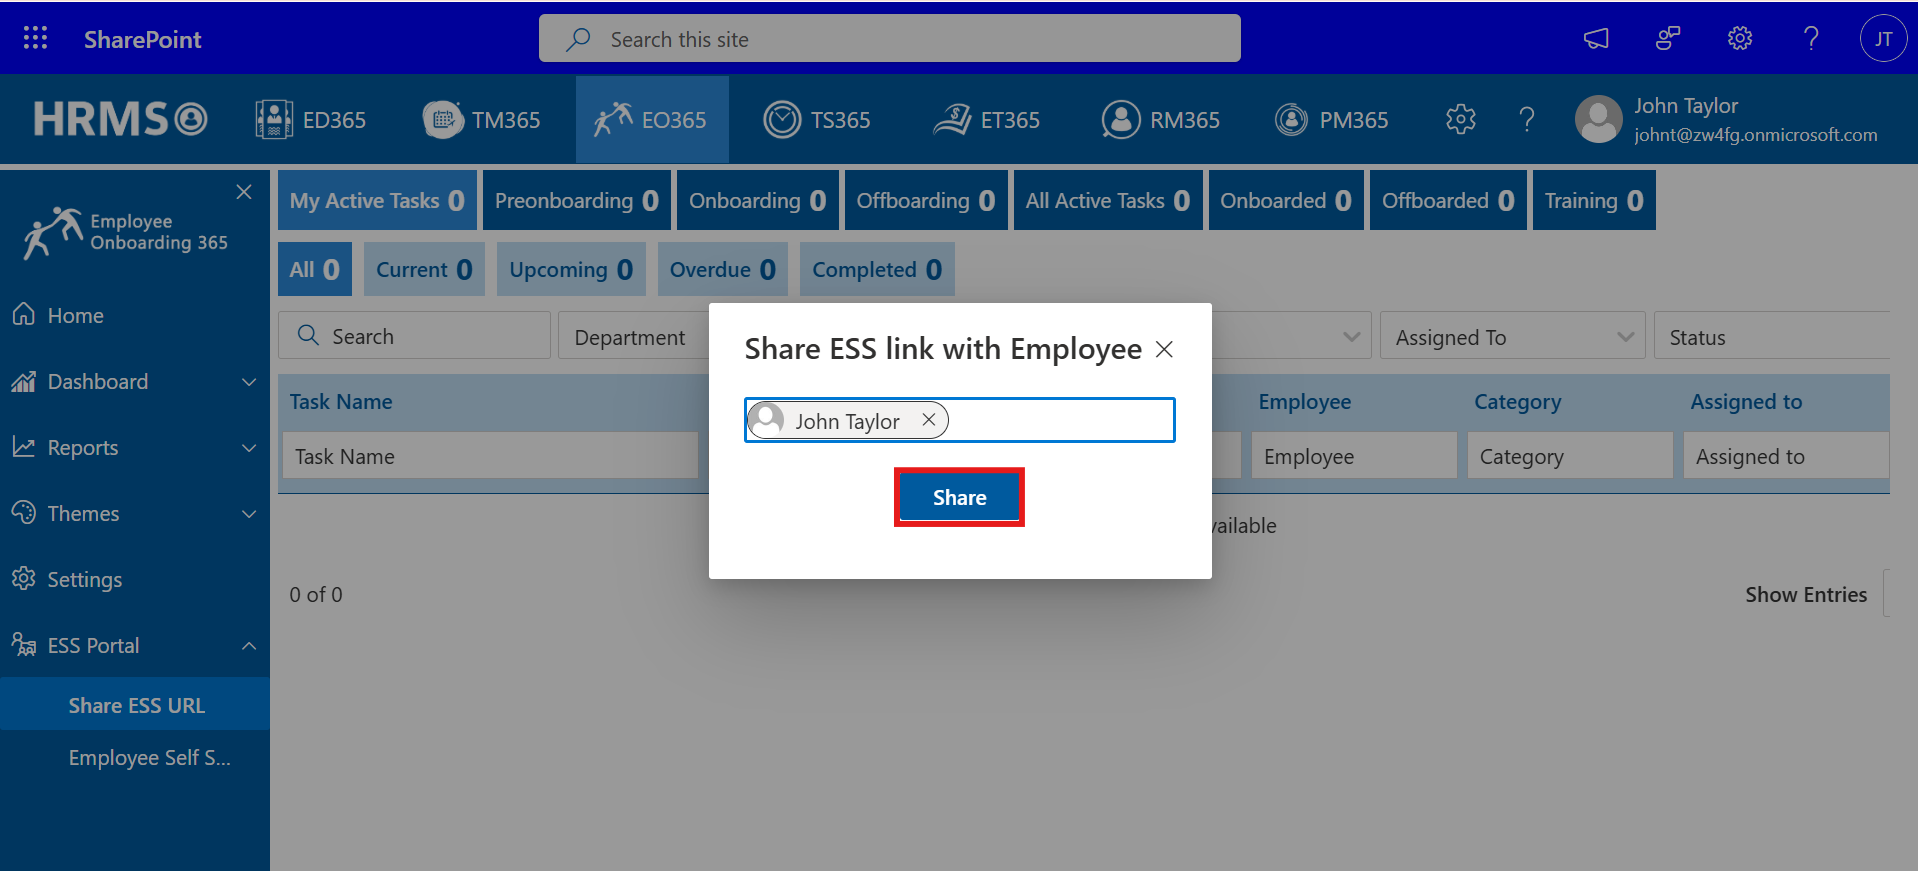 SharePoint
Search this site
JT
HRMS
ED365
TM365
EO365
TS365
ET365
RM365
PM365
?
John Taylor
johnt@zw4fg.onmicrosoft.com
Employee
Onboarding 365
My Active Tasks 0
Preonboarding 0
Onboarding 0
Offboarding 0
All Active Tasks 0
Onboarded 0
Offboarded 0
Training 0
All 0
Current 0
Upcoming 0
Overdue 0
Completed 0
Home
Dashboard
Reports
Themes
Settings
ESS Portal
Share ESS URL
Employee Self S...
Search
Department
Assigned To
Status
Task Name
Employee
Category
Assigned to
Task Name
Employee
Category
Assigned to
vailable
0 of 0
Show Entries
Share ESS link with Employee
John Taylor
Share